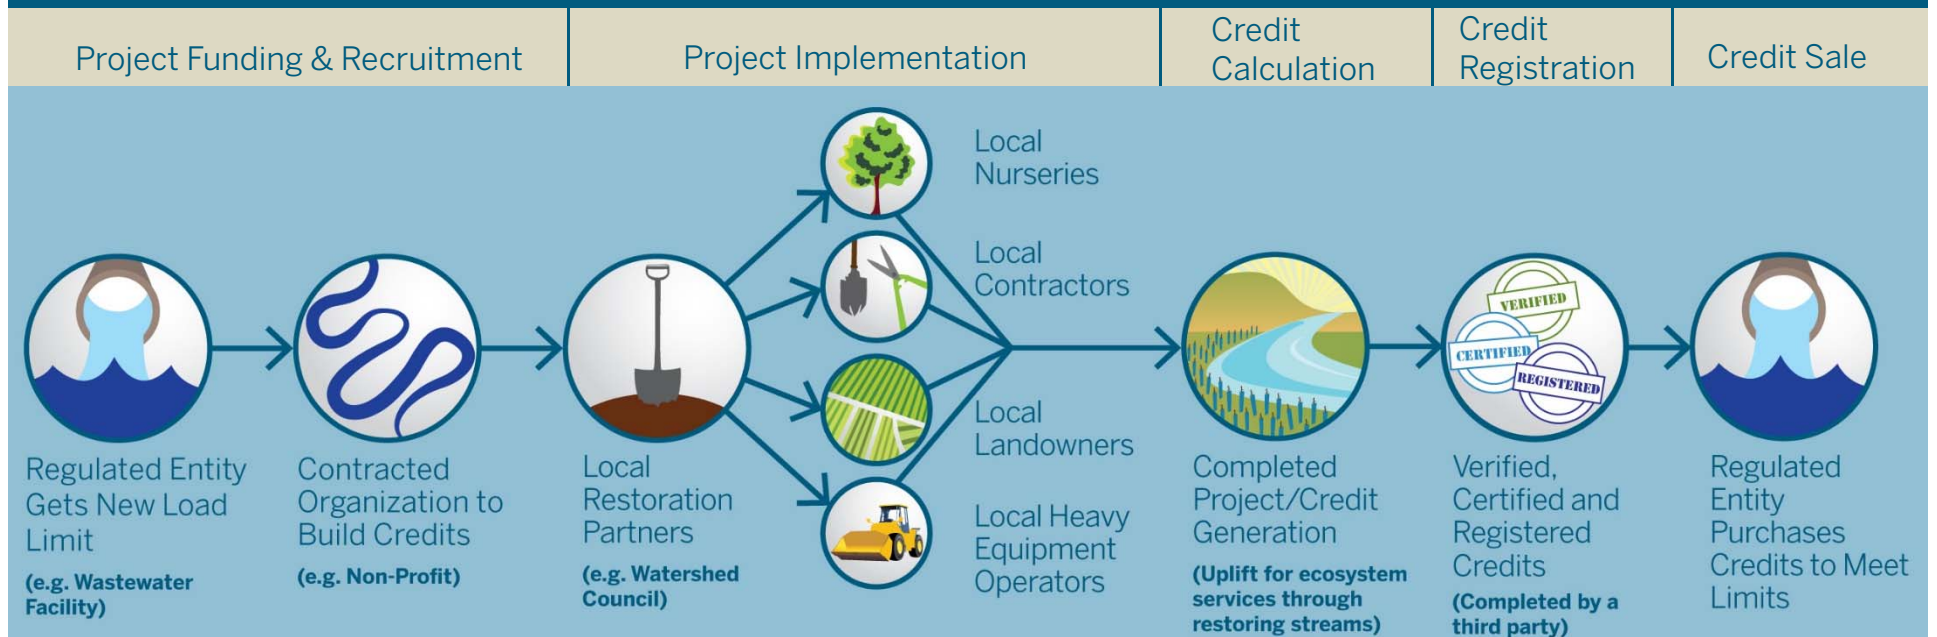 Project Funding & Recruitment
Project Implementation
Credit
Calculation
Credit
Registration
Credit Sale
Regulated Entity
Gets New Load
Limit
(e.g. Wastewater
Facility)
Contracted
Organization to
Build Credits
(e.g. Non-Profit)
Local
Restoration
Partners
(e.g. Watershed
Council)
Local
Nurseries
Local
Contractors
Local
Landowners
Local Heavy
Equipment
Operators
Completed
Project/Credit
Generation
(Uplift for ecosystem
services through
restoring streams)
VERIFIED
CERTIFIED
REGISTERED
Verified,
Certified and
Registered
Credits
(Completed by a
third party)
Regulated
Entity
Purchases
Credits to Meet
Limits